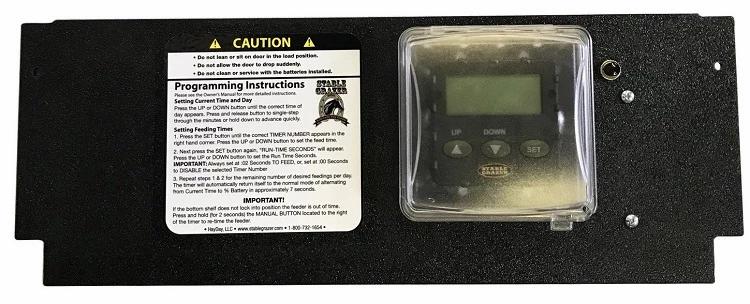 CAUTION
• Do not lean or sit on door in the load position.
• Do not allow the door to drop suddenly.
• Do not clean or service with the batteries installed.
Programming Instructions
Please see the Owner's Manual for more detailed instructions.
STABLE
GRAZER
Setting Current Time and Day
Press the UP or DOWN button until the correct time of
day appears. Press and release button to single-step
through the minutes or hold down to advance quickly.
Setting Feeding Times
1. Press the SET button until the correct TIMER NUMBER appears in the
right hand corner. Press the UP or DOWN button to set the feed time.
2. Next press the SET button again, "RUN-TIME SECONDS" will appear.
Press the UP or DOWN button to set the Run Time Seconds.
IMPORTANT: Always set at :02 Seconds TO FEED, or, set at :00 Seconds
to DISABLE the selected Timer Number
3. Repeat steps 1 & 2 for the remaining number of desired feedings per day.
The timer will automatically return itself to the normal mode of alternating
from Current Time to % Battery in approximately 7 seconds.
IMPORTANT!
If the bottom shelf does not lock into position the feeder is out of time.
Press and hold (for 2 seconds) the MANUAL BUTTON located to the right
of the timer to re-time the feeder.
• HayDay, LLC • www.stablegrazer.com • 1-800-732-1654 •
UP DOWN
SET
STABLE
GRAZER